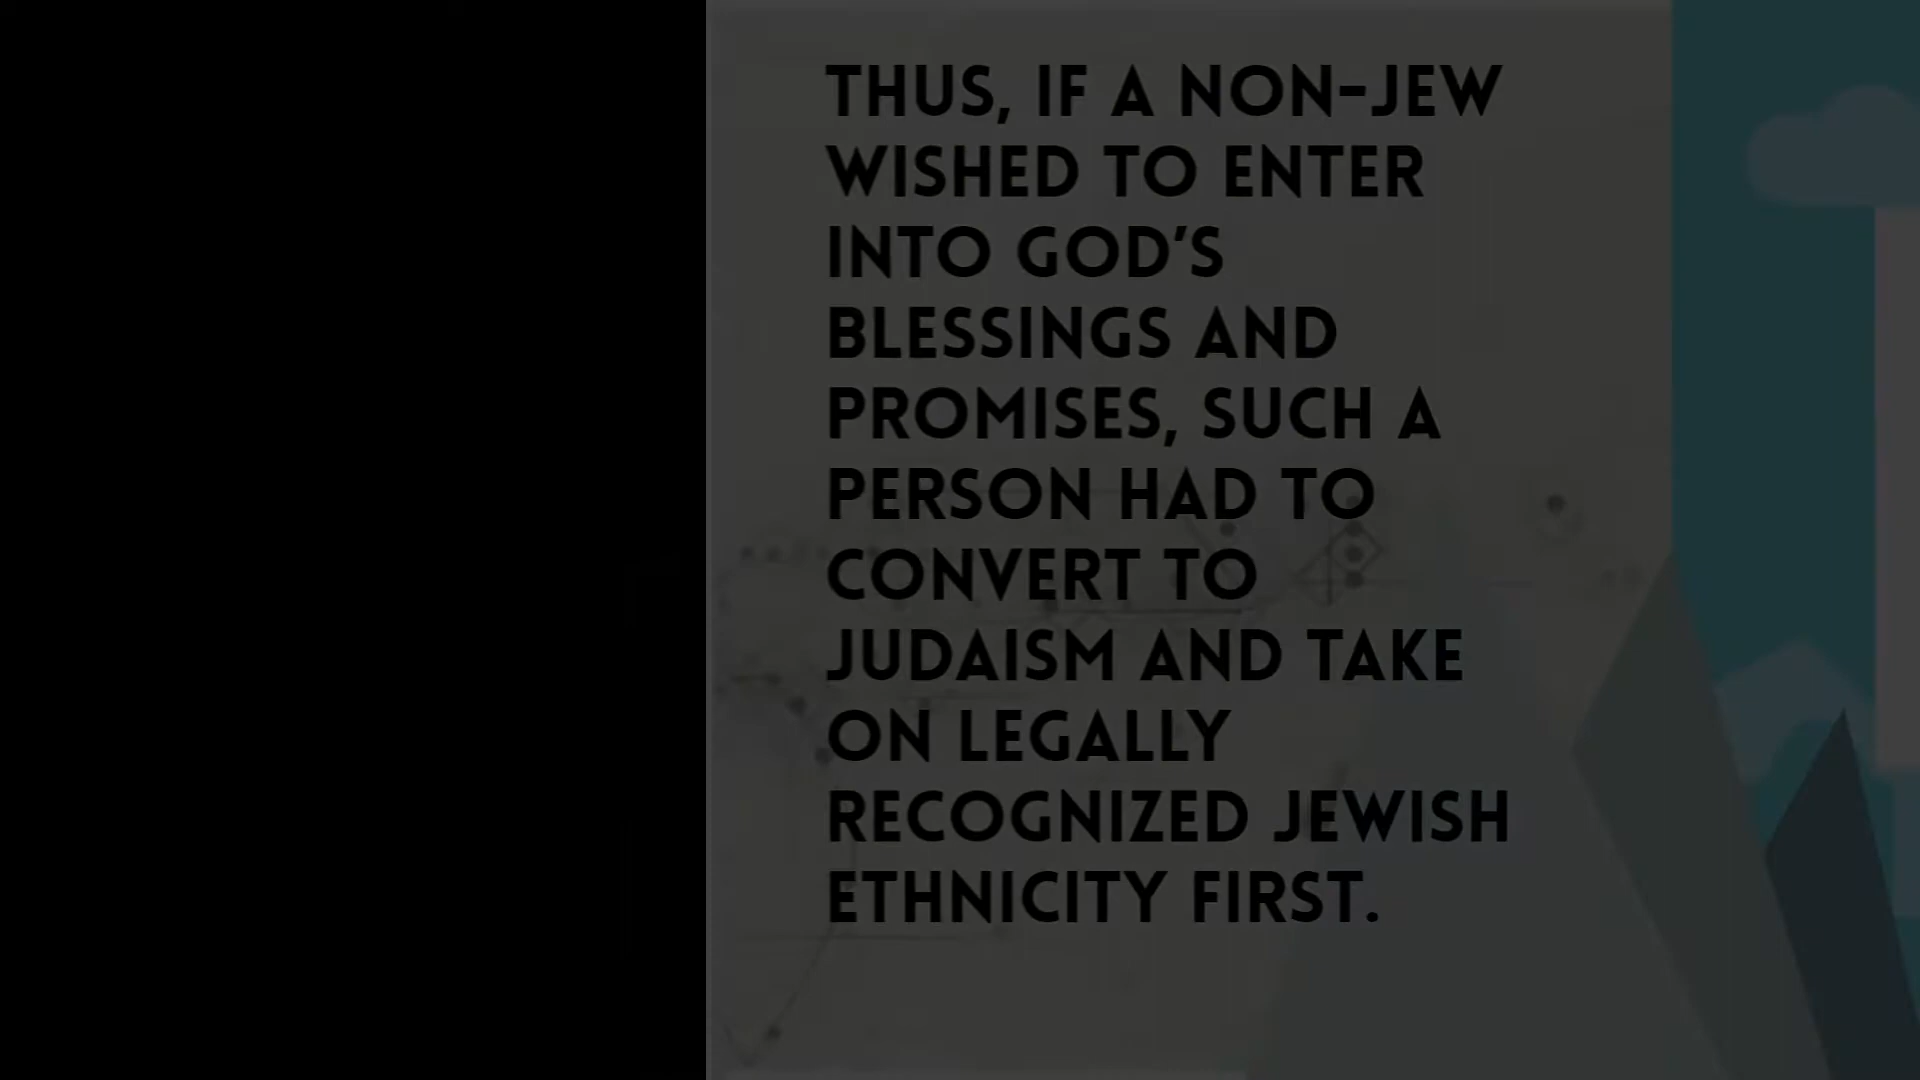 THUS, IF A NON-JEW
WISHED TO ENTER
INTO GOD'S
BLESSINGS AND
PROMISES, SUCH A
PERSON HAD TO
CONVERT TO
JUDAISM AND TAKE
ON LEGALLY
RECOGNIZED JEWISH
ETHNICITY FIRST.